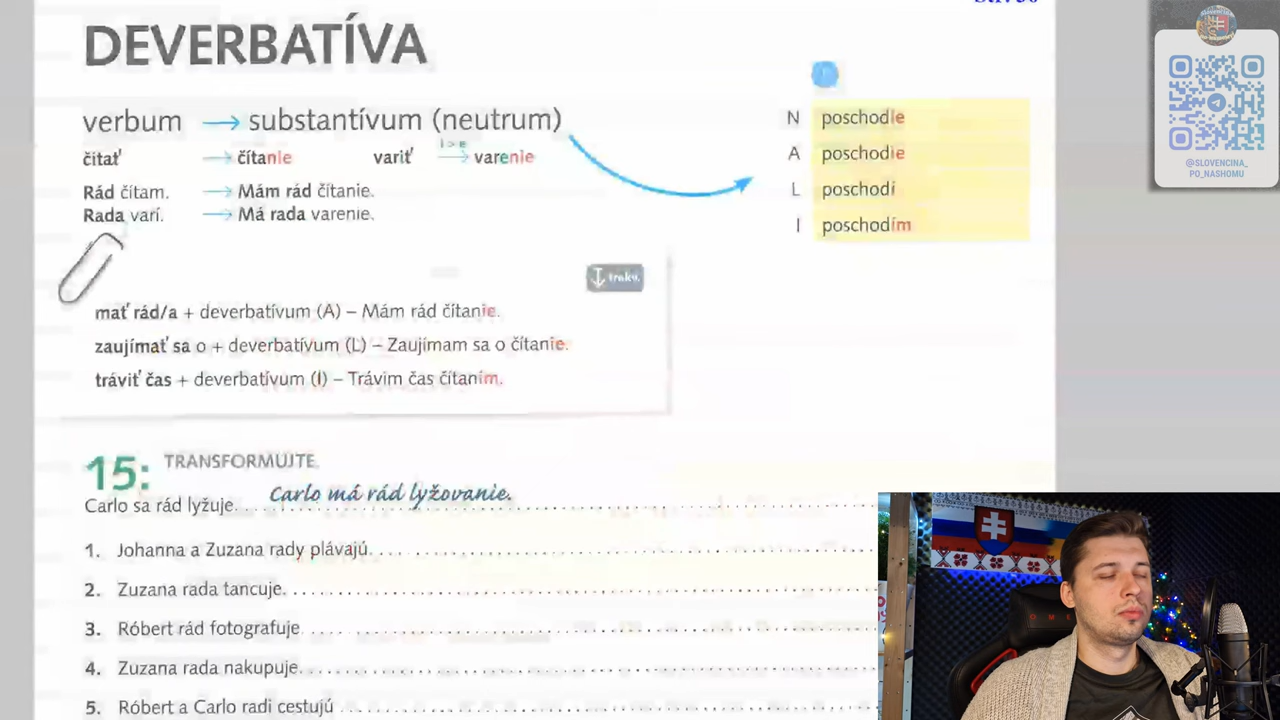 DEVERBATÍVA
verbum → substantívum (neutrum)
čítať → čítanie variť i > e → varenie
Rád čítam. → Mám rád čítanie.
Rada varí. → Má rada varenie.
N poschodie
A poschodie
L poschodí
I poschodím
@SLOVENCINA_
PO_NASHOMU
mať rád/a + deverbatívum (A) – Mám rád čítanie.
zaujímať sa o + deverbatívum (L) – Zaujímam sa o čítanie.
tráviť čas + deverbatívum (I) – Trávim čas čítaním.
15: TRANSFORMUJTE.
Carlo sa rád lyžuje. Carlo má rád lyžovanie.
1. Johanna a Zuzana rady plávajú.
2. Zuzana rada tancuje.
3. Róbert rád fotografuje
4. Zuzana rada nakupuje.
5. Róbert a Carlo radi cestujú